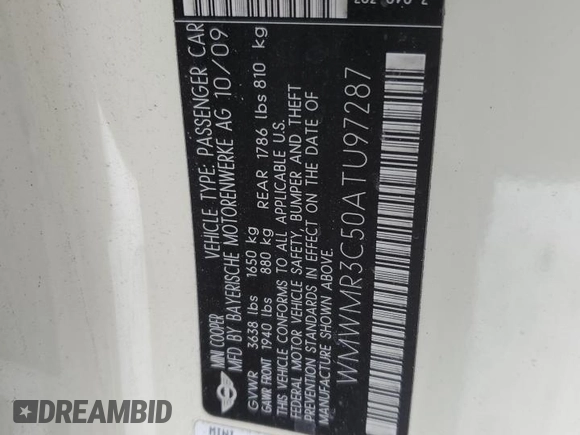 MINI COOPER
VEHICLE TYPE: PASSENGER CAR
MFD BY BAYERISCHE MOTORENWERKE AG 10/09
GVWR 3638 lbs 1650 kg
GAWR FRONT 1940 lbs 880 kg REAR 1786 lbs 810 kg
THIS VEHICLE CONFORMS TO ALL APPLICABLE U.S.
FEDERAL MOTOR VEHICLE SAFETY, BUMPER AND THEFT
PREVENTION STANDARDS IN EFFECT ON THE DATE OF
MANUFACTURE SHOWN ABOVE.
WMWMR3C50ATU97287
MINI
DREAMBID